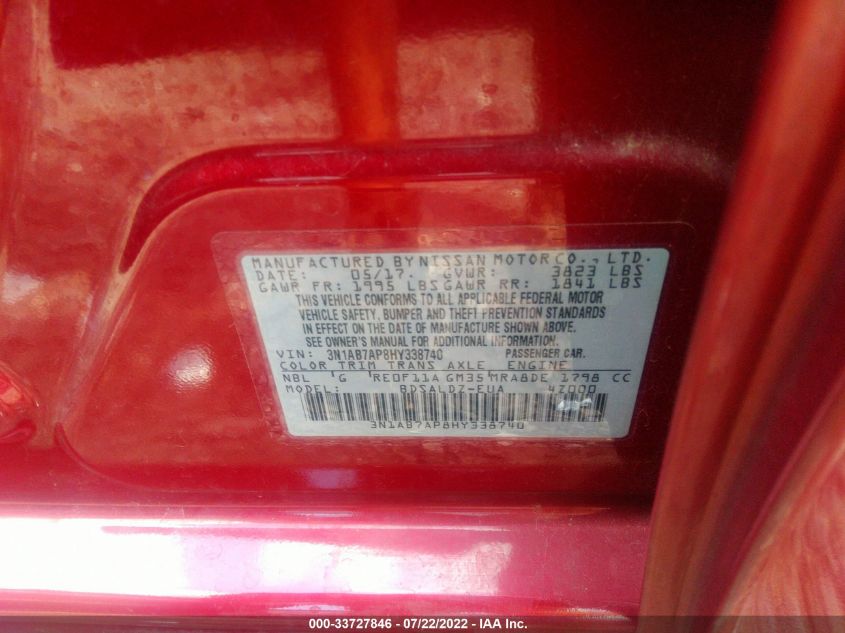 MANUFACTURED BY NISSAN MOTOR CO., LTD.
DATE: 05/17. GVWR: 3823 LBS
GAWR FR: 1995 LBS GAWR RR: 1841 LBS
THIS VEHICLE CONFORMS TO ALL APPLICABLE FEDERAL MOTOR
VEHICLE SAFETY, BUMPER AND THEFT PREVENTION STANDARDS
IN EFFECT ON THE DATE OF MANUFACTURE SHOWN ABOVE.
SEE OWNER'S MANUAL FOR ADDITIONAL INFORMATION.
VIN: 3N1AB7AP8HY338740 PASSENGER CAR.
COLOR TRIM TRANS AXLE ENGINE
NBL G RE0F11A GM35 MRA8DE 1798 CC
MODEL: BDSALDZ-EUA 4Z000
3N1AB7AP8HY338740
000-33727846 - 07/22/2022 - IAA Inc.